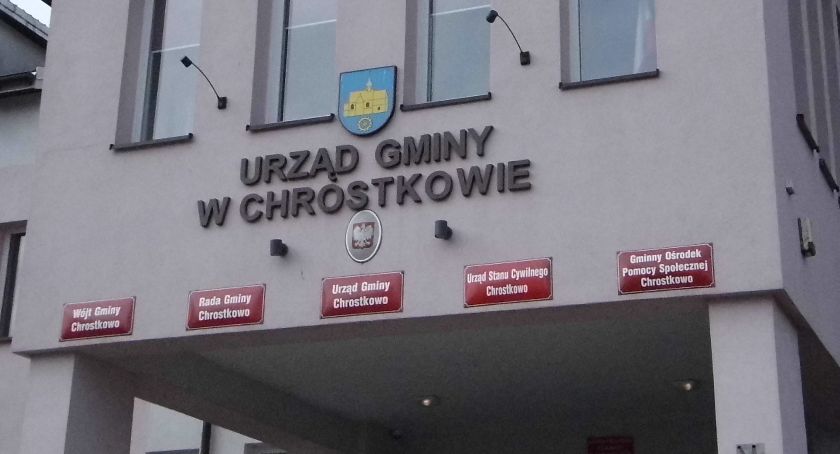 URZĄD GMINY
W CHRÓSTKOWIE
Wójt Gminy
Chrostkowo
Rada Gminy
Chrostkowo
Urząd Gminy
Chrostkowo
Urząd Stanu Cywilnego
Chrostkowo
Gminny Ośrodek
Pomocy Społecznej
Chrostkowo